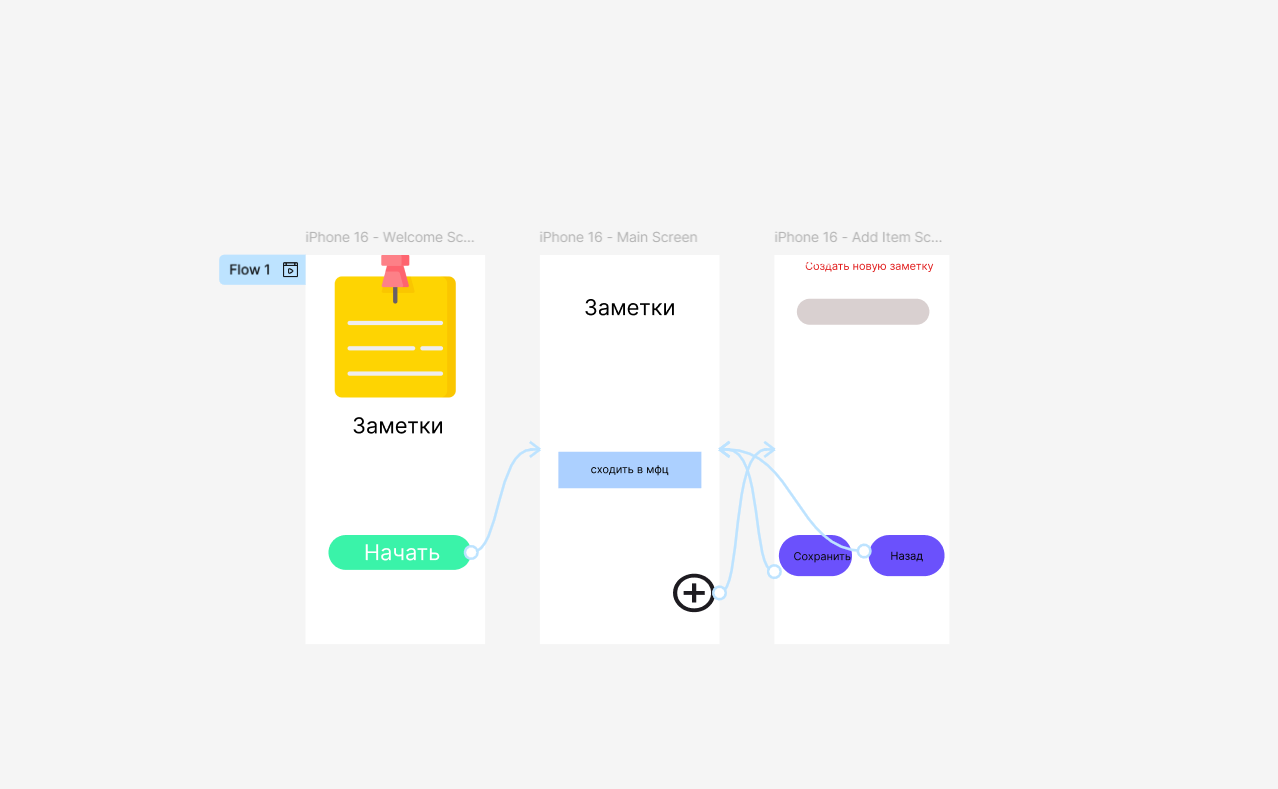 iPhone 16 - Welcome Sc...
iPhone 16 - Main Screen
iPhone 16 - Add Item Sc...
Flow 1
Заметки
Начать
Заметки
сходить в мфц
Создать новую заметку
Сохранить
Назад